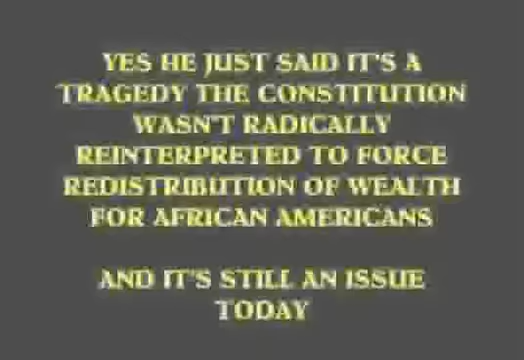 YES HE JUST SAID IT'S A
TRAGEDY THE CONSTITUTION
WASN'T RADICALLY
REINTERPRETED TO FORCE
REDISTRIBUTION OF WEALTH
FOR AFRICAN AMERICANS
AND IT'S STILL AN ISSUE
TODAY